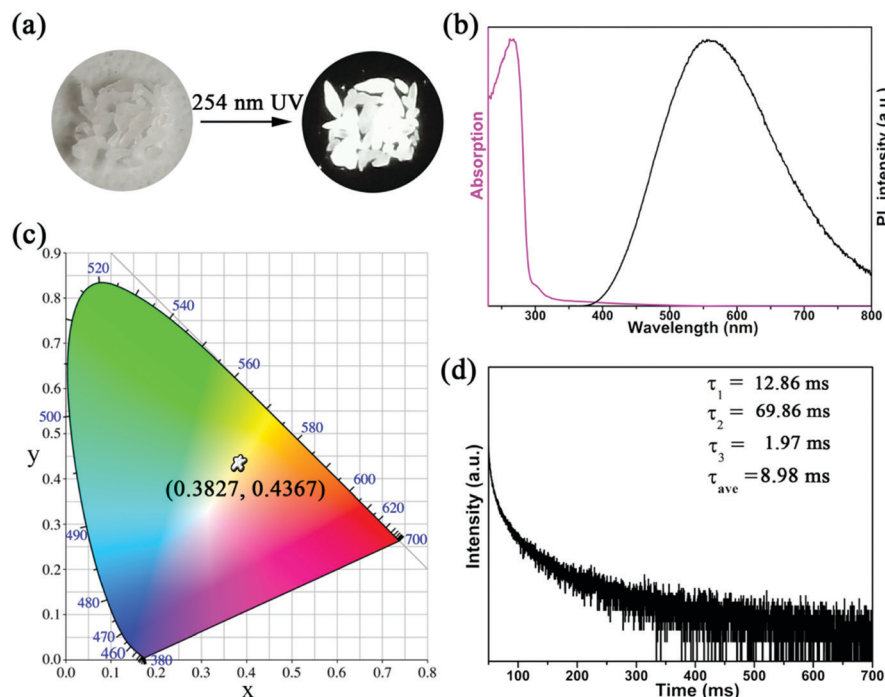 (a)
254 nm UV
(b)
Absorption
PL intensity (a.u.)
300 400 500 600 700 800
Wavelength (nm)
(c)
0.9
0.8
0.7
0.6
0.5
0.4
0.3
0.2
0.1
0.0
y
520
540
560
500
580
(0.3827, 0.4367)
600
620
490
700
480
470
460
380
0.0 0.1 0.2 0.3 0.4 0.5 0.6 0.7 0.8
x
(d)
τ1 = 12.86 ms
τ2 = 69.86 ms
τ3 = 1.97 ms
τave =8.98 ms
Intensity (a.u.)
100 200 300 400 500 600 700
Time (ms)